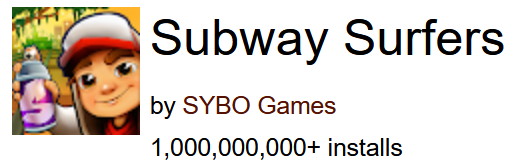 Subway Surfers
by SYBO Games
1,000,000,000+ installs